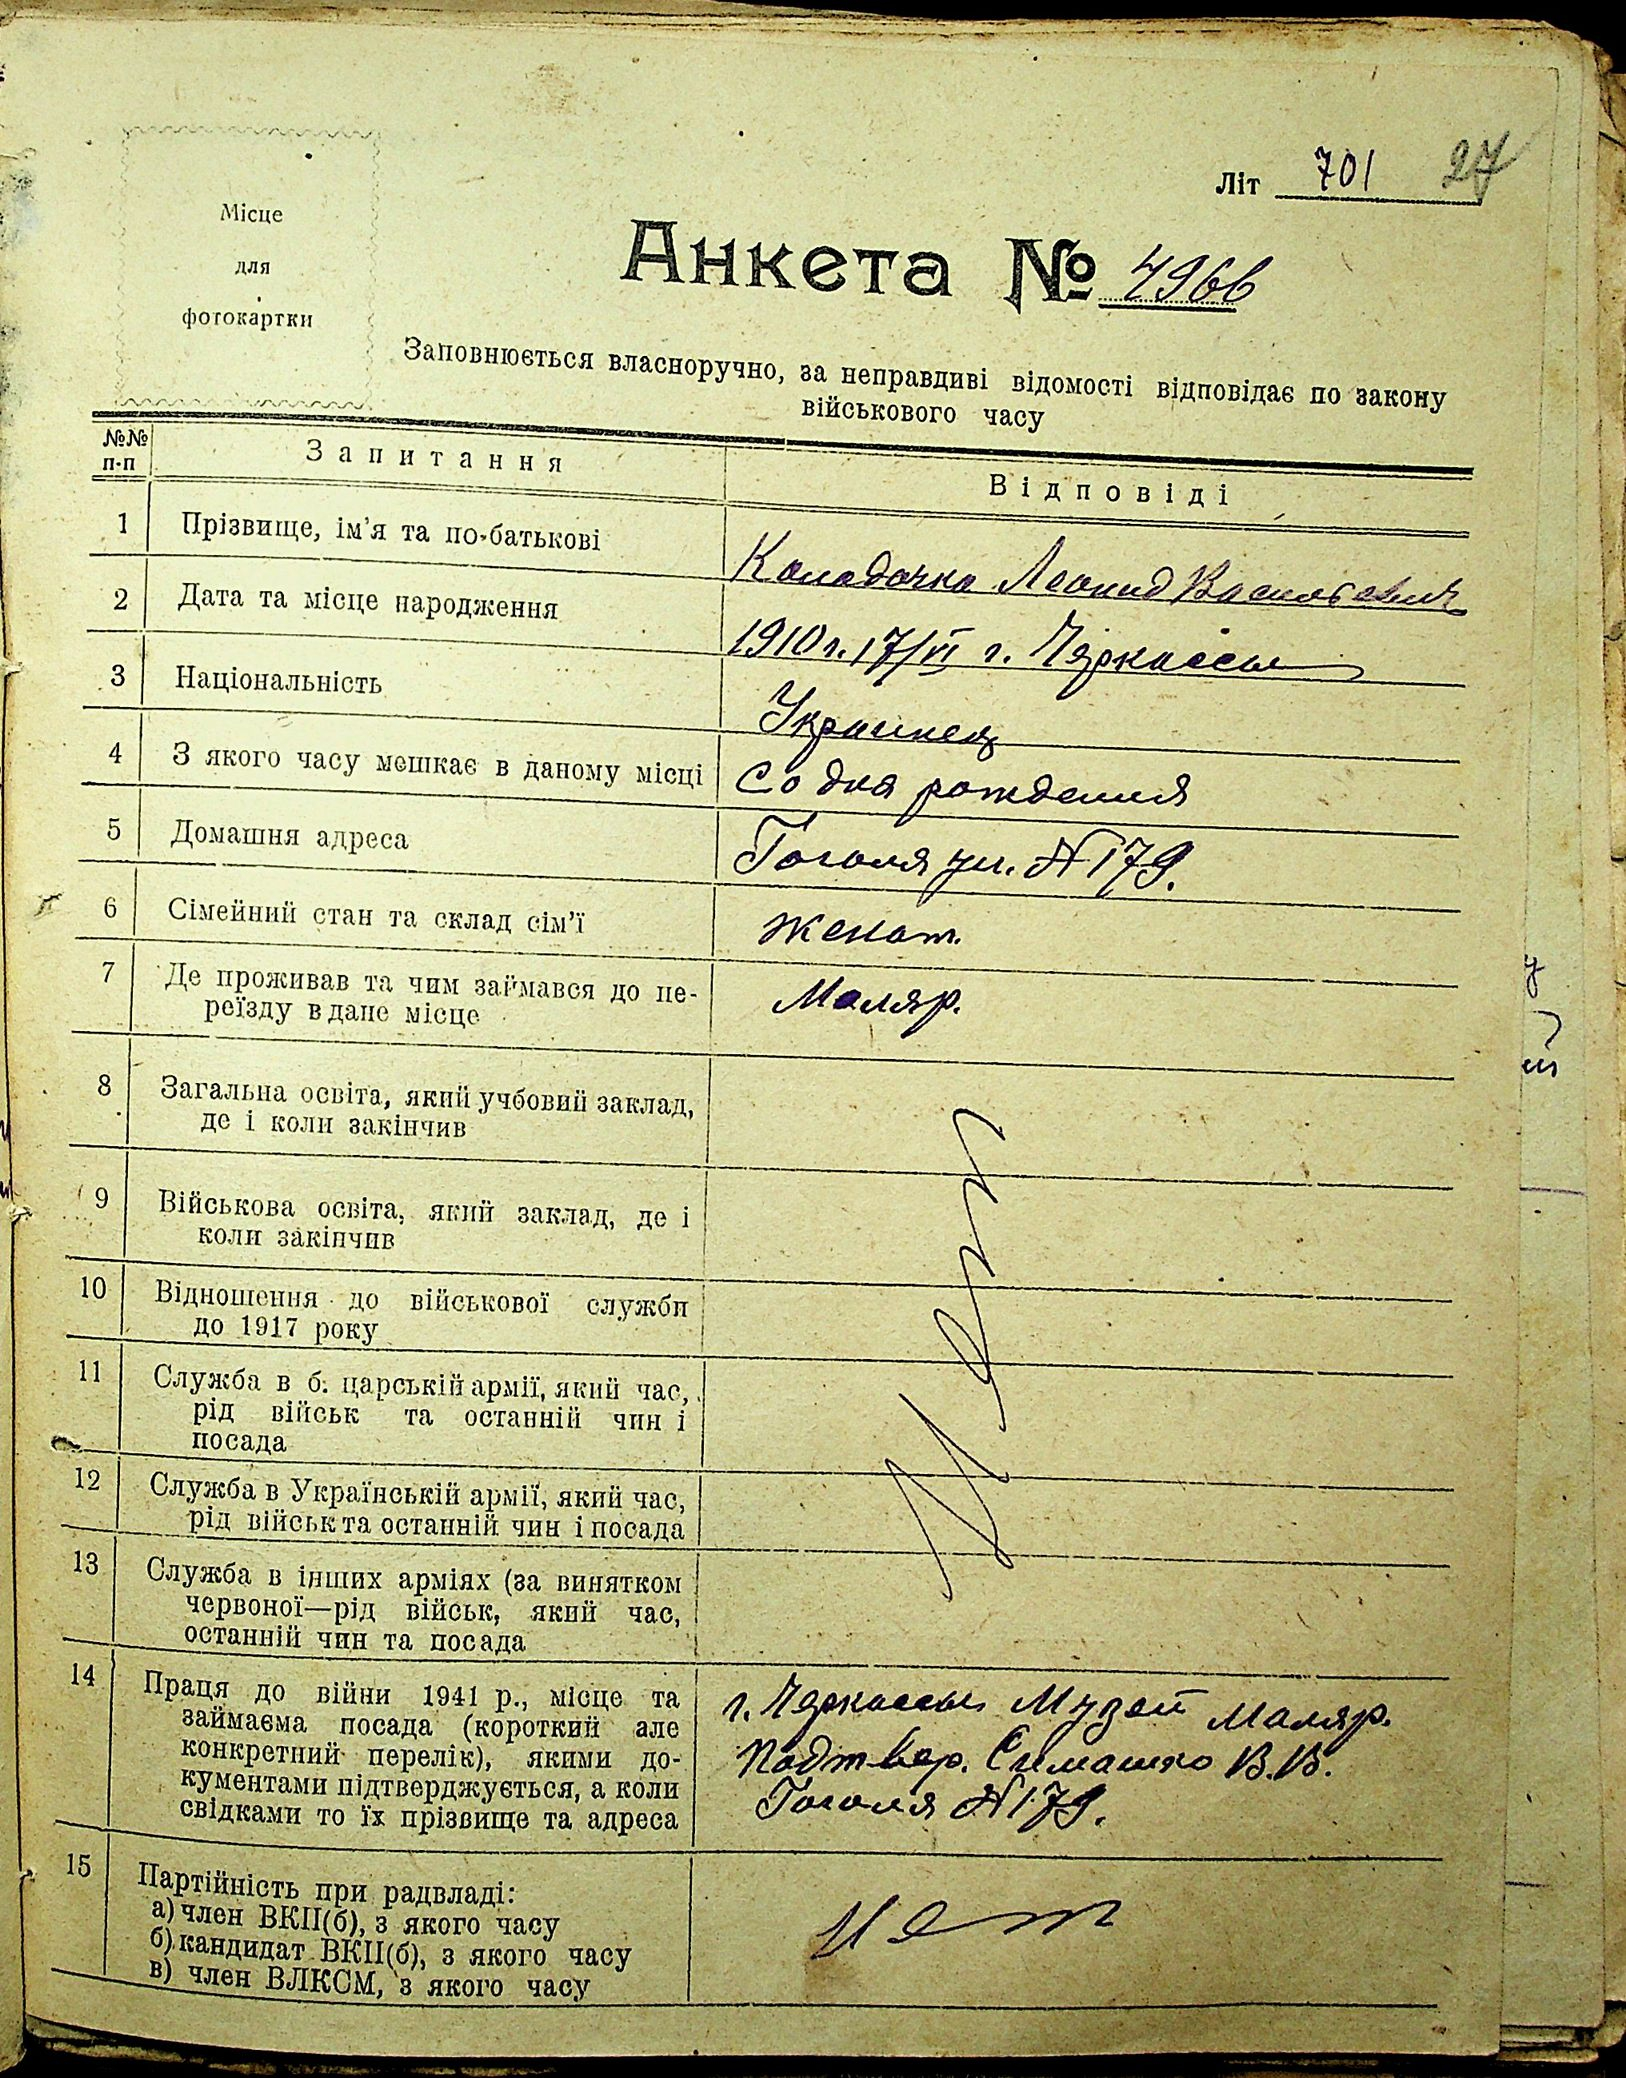 Літ 701 27
Місце
для
фотокартки
Анкета № 4966
Заповнюється власноручно, за неправдиві відомості відповідає по закону
військового часу
№№
п-п
Запитання
Відповіді
1 Прізвище, ім'я та по-батькові
Колодочка Леонид Васильевич
2 Дата та місце народження
1910 г. 17/VI г. Черкассы
3 Національність
Украинец
4 З якого часу мешкає в даному місці
Со дня рождения
5 Домашня адреса
Гоголя ул. № 179.
6 Сімейний стан та склад сім'ї
женат.
7 Де проживав та чим займався до пе-
реїзду в дане місце
Маляр.
8 Загальна освіта, який учбовий заклад,
де і коли закінчив
9 Військова освіта, який заклад, де і
коли закінчив
10 Відношення до військової служби
до 1917 року
11 Служба в б. царській армії, який час,
рід військ та останній чин і
посада
12 Служба в Українській армії, який час,
рід військ та останній чин і посада
13 Служба в інших арміях (за винятком
червоної—рід військ, який час,
останній чин та посада
Нет
14 Праця до війни 1941 р., місце та
займаєма посада (короткий але
конкретний перелік), якими до-
кументами підтверджується, а коли
свідками то їх прізвище та адреса
г. Черкассы Музей Маляр.
Подтвер. Симашко В.В.
Гоголя № 179.
15 Партійність при радвладі:
а) член ВКП(б), з якого часу
б) кандидат ВКП(б), з якого часу
в) член ВЛКСМ, з якого часу
Нет